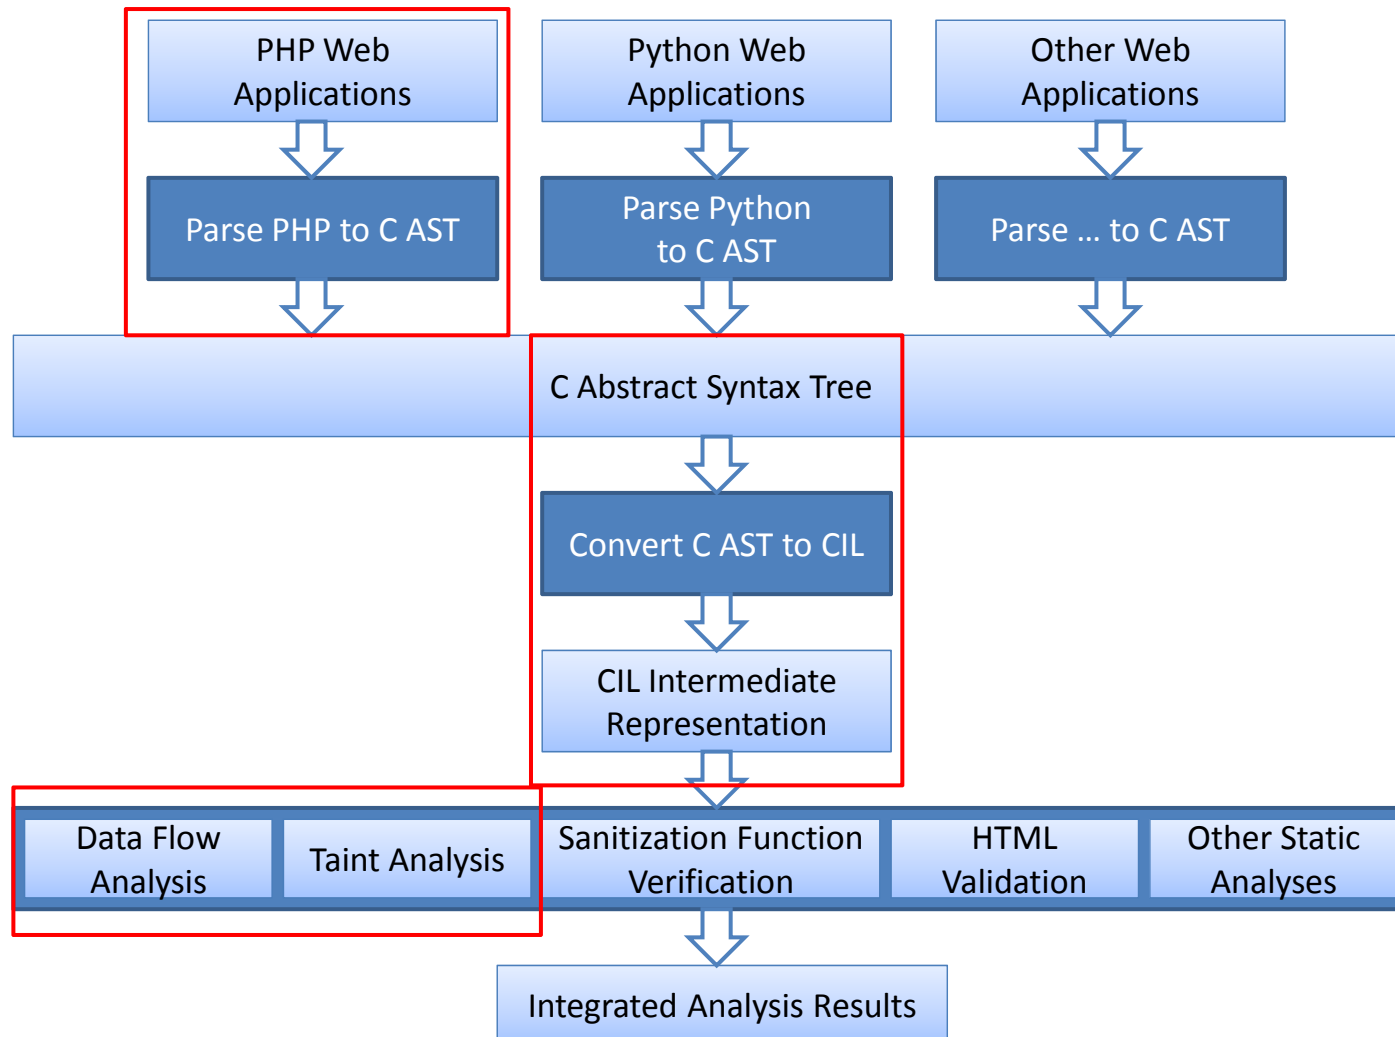 PHP Web
Applications
Python Web
Applications
Other Web
Applications
Parse PHP to C AST
Parse Python
to C AST
Parse ... to C AST
C Abstract Syntax Tree
Convert C AST to CIL
CIL Intermediate
Representation
Data Flow
Analysis
Taint Analysis
Sanitization Function
Verification
HTML
Validation
Other Static
Analyses
Integrated Analysis Results